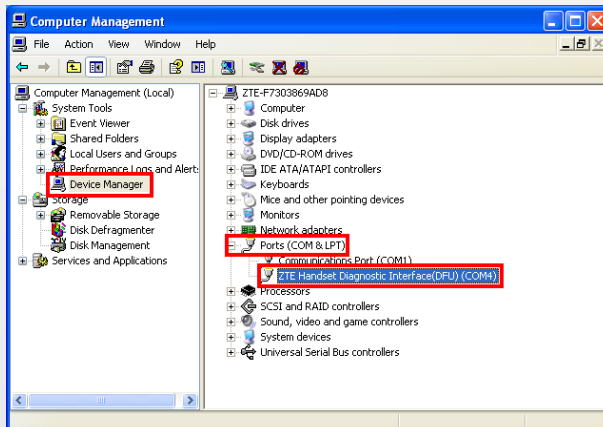 Computer Management
File Action View Window Help
Computer Management (Local)
System Tools
Event Viewer
Shared Folders
Local Users and Groups
Performance Logs and Alert:
Device Manager
Storage
Removable Storage
Disk Defragmenter
Disk Management
Services and Applications
ZTE-F7303869AD8
Computer
Disk drives
Display adapters
DVD/CD-ROM drives
IDE ATA/ATAPI controllers
Keyboards
Mice and other pointing devices
Monitors
Network adapters
Ports (COM & LPT)
Communications Port (COM1)
ZTE Handset Diagnostic Interface(DFU) (COM4)
Processors
SCSI and RAID controllers
Sound, video and game controllers
System devices
Universal Serial Bus controllers